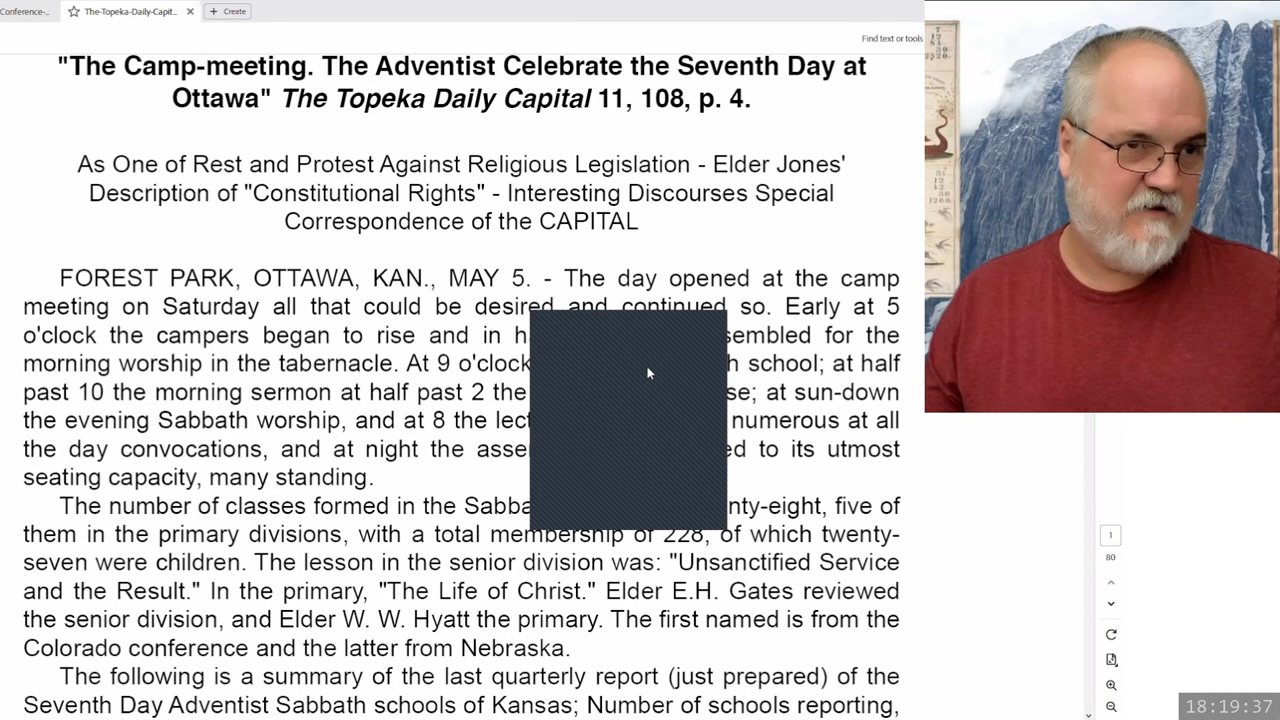 Conference-...
The-Topeka-Daily-Capit...
Create
Find text or tools
"The Camp-meeting. The Adventist Celebrate the Seventh Day at
Ottawa" The Topeka Daily Capital 11, 108, p. 4.
As One of Rest and Protest Against Religious Legislation - Elder Jones'
Description of "Constitutional Rights" - Interesting Discourses Special
Correspondence of the CAPITAL
FOREST PARK, OTTAWA, KAN., MAY 5. - The day opened at the camp
meeting on Saturday all that could be desired and continued so. Early at 5
o'clock the campers began to rise and in for the
morning worship in the tabernacle. At 9 o'clock school; at half
past 10 the morning sermon at half past 2 the at sun-down
the evening Sabbath worship, and at 8 the numerous at all
the day convocations, and at night the to its utmost
seating capacity, many standing.
The number of classes formed in the five of
them in the primary divisions, with a total membership of 228, of which twenty-
seven were children. The lesson in the senior division was: "Unsanctified Service
and the Result." In the primary, "The Life of Christ." Elder E.H. Gates reviewed
the senior division, and Elder W. W. Hyatt the primary. The first named is from the
Colorado conference and the latter from Nebraska.
The following is a summary of the last quarterly report (just prepared) of the
Seventh Day Adventist Sabbath schools of Kansas; Number of schools reporting,
1
80
18:19:37